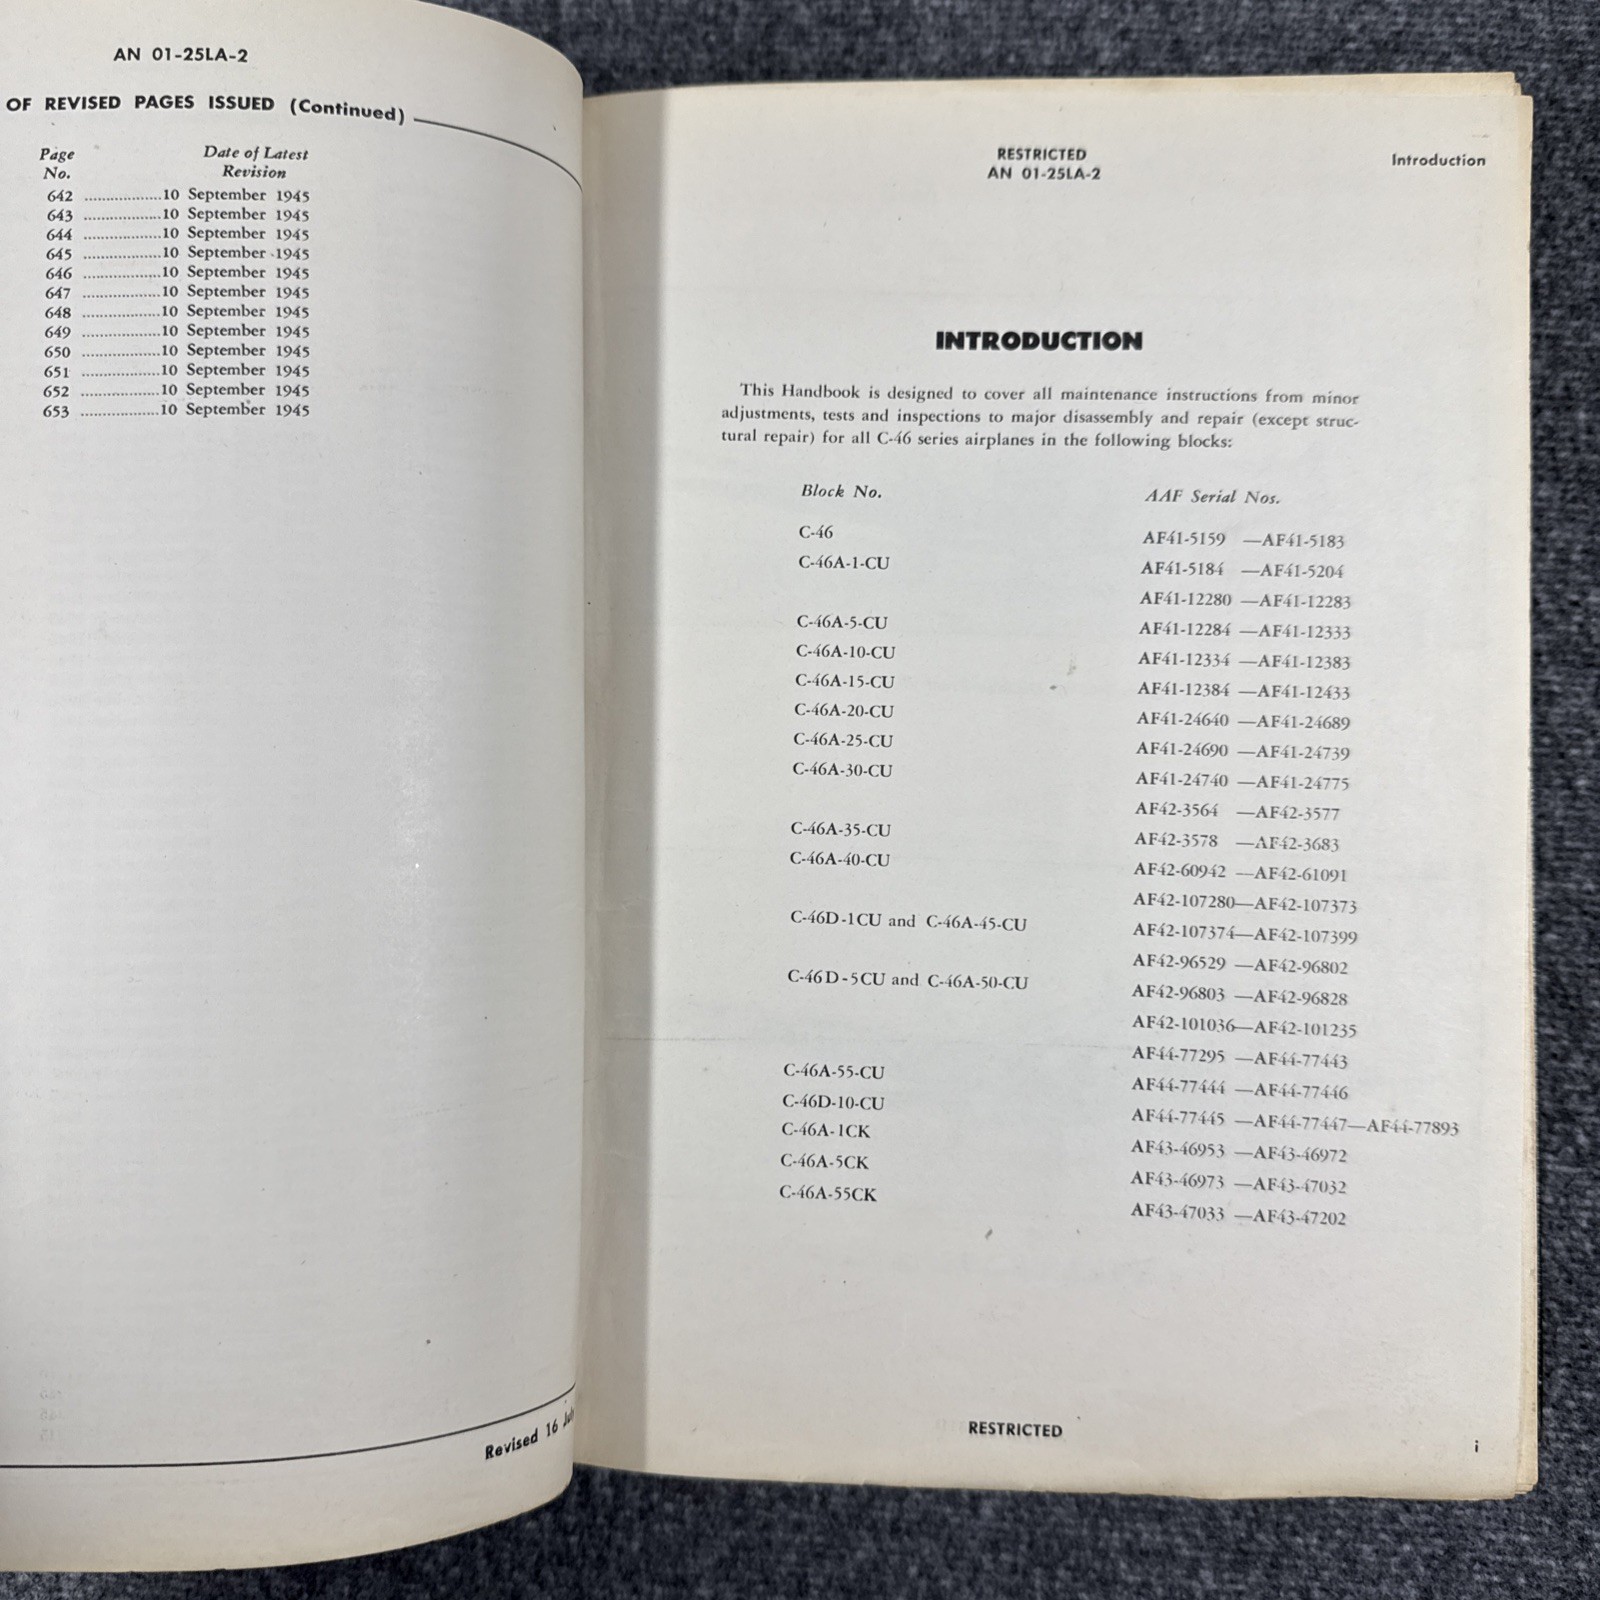 AN 01-25LA-2
OF REVISED PAGES ISSUED (Continued)
Page Date of Latest
No. Revision
642 ..................10 September 1945
643 ..................10 September 1945
644 ..................10 September 1945
645 ..................10 September 1945
646 ..................10 September 1945
647 ..................10 September 1945
648 ..................10 September 1945
649 ..................10 September 1945
650 ..................10 September 1945
651 ..................10 September 1945
652 ..................10 September 1945
653 ..................10 September 1945
Revised 16
RESTRICTED
AN 01-25LA-2
Introduction
INTRODUCTION
This Handbook is designed to cover all maintenance instructions from minor
adjustments, tests and inspections to major disassembly and repair (except struc-
tural repair) for all C-46 series airplanes in the following blocks:
Block No. AAF Serial Nos.
C-46 AF41-5159 —AF41-5183
C-46A-1-CU AF41-5184 —AF41-5204
AF41-12280 —AF41-12283
C-46A-5-CU AF41-12284 —AF41-12333
C-46A-10-CU AF41-12334 —AF41-12383
C-46A-15-CU AF41-12384 —AF41-12433
C-46A-20-CU AF41-24640 —AF41-24689
C-46A-25-CU AF41-24690 —AF41-24739
C-46A-30-CU AF41-24740 —AF41-24775
AF42-3564 —AF42-3577
C-46A-35-CU AF42-3578 —AF42-3683
C-46A-40-CU AF42-60942 —AF42-61091
AF42-107280—AF42-107373
C-46D-1CU and C-46A-45-CU AF42-107374—AF42-107399
AF42-96529 —AF42-96802
C-46D-5CU and C-46A-50-CU AF42-96803 —AF42-96828
AF42-101036—AF42-101235
AF44-77295 —AF44-77443
C-46A-55-CU AF44-77444 —AF44-77446
C-46D-10-CU AF44-77445 —AF44-77447—AF44-77893
C-46A-1CK AF43-46953 —AF43-46972
C-46A-5CK AF43-46973 —AF43-47032
C-46A-55CK AF43-47033 —AF43-47202
RESTRICTED
i